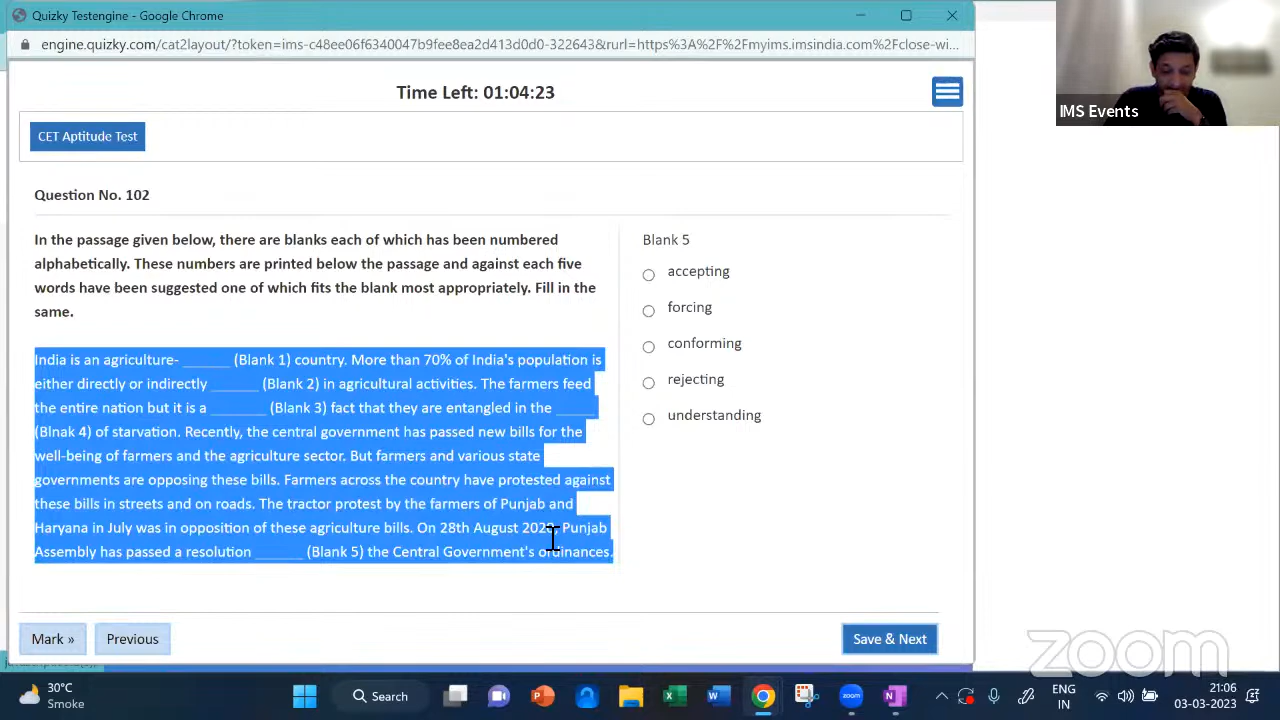 Quizky Testengine - Google Chrome
engine.quizky.com/cat2layout/?token=ims-c48ee06f6340047b9fee8ea2d413d0d0-322643&rurl=https%3A%2F%2Fmyims.imsindia.com%2Fclose-wi...
IMS Events
Time Left: 01:04:23
CET Aptitude Test
Question No. 102
In the passage given below, there are blanks each of which has been numbered
alphabetically. These numbers are printed below the passage and against each five
words have been suggested one of which fits the blank most appropriately. Fill in the
same.
India is an agriculture- ______ (Blank 1) country. More than 70% of India's population is
either directly or indirectly ______ (Blank 2) in agricultural activities. The farmers feed
the entire nation but it is a _______ (Blank 3) fact that they are entangled in the _____
(Blnak 4) of starvation. Recently, the central government has passed new bills for the
well-being of farmers and the agriculture sector. But farmers and various state
governments are opposing these bills. Farmers across the country have protested against
these bills in streets and on roads. The tractor protest by the farmers of Punjab and
Haryana in July was in opposition of these agriculture bills. On 28th August Punjab
Assembly has passed a resolution ______ (Blank 5) the Central Government's ordinances.
Blank 5
accepting
forcing
conforming
rejecting
understanding
Mark »
Previous
Save & Next
zoom
30°C
Smoke
Search
ENG
IN
21:06
03-03-2023